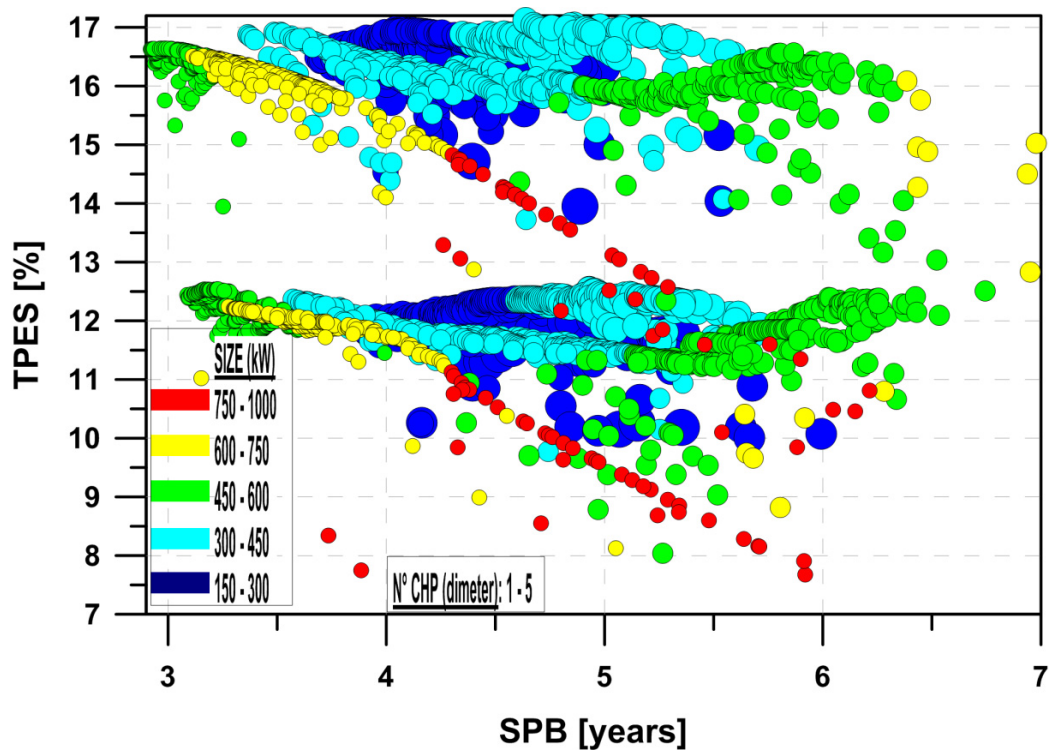 17
16
15
14
13
12
11
10
9
8
7
TPES [%]
SIZE (kW)
750 - 1000
600 - 750
450 - 600
300 - 450
150 - 300
N° CHP (dimeter): 1 - 5
3 4 5 6 7
SPB [years]